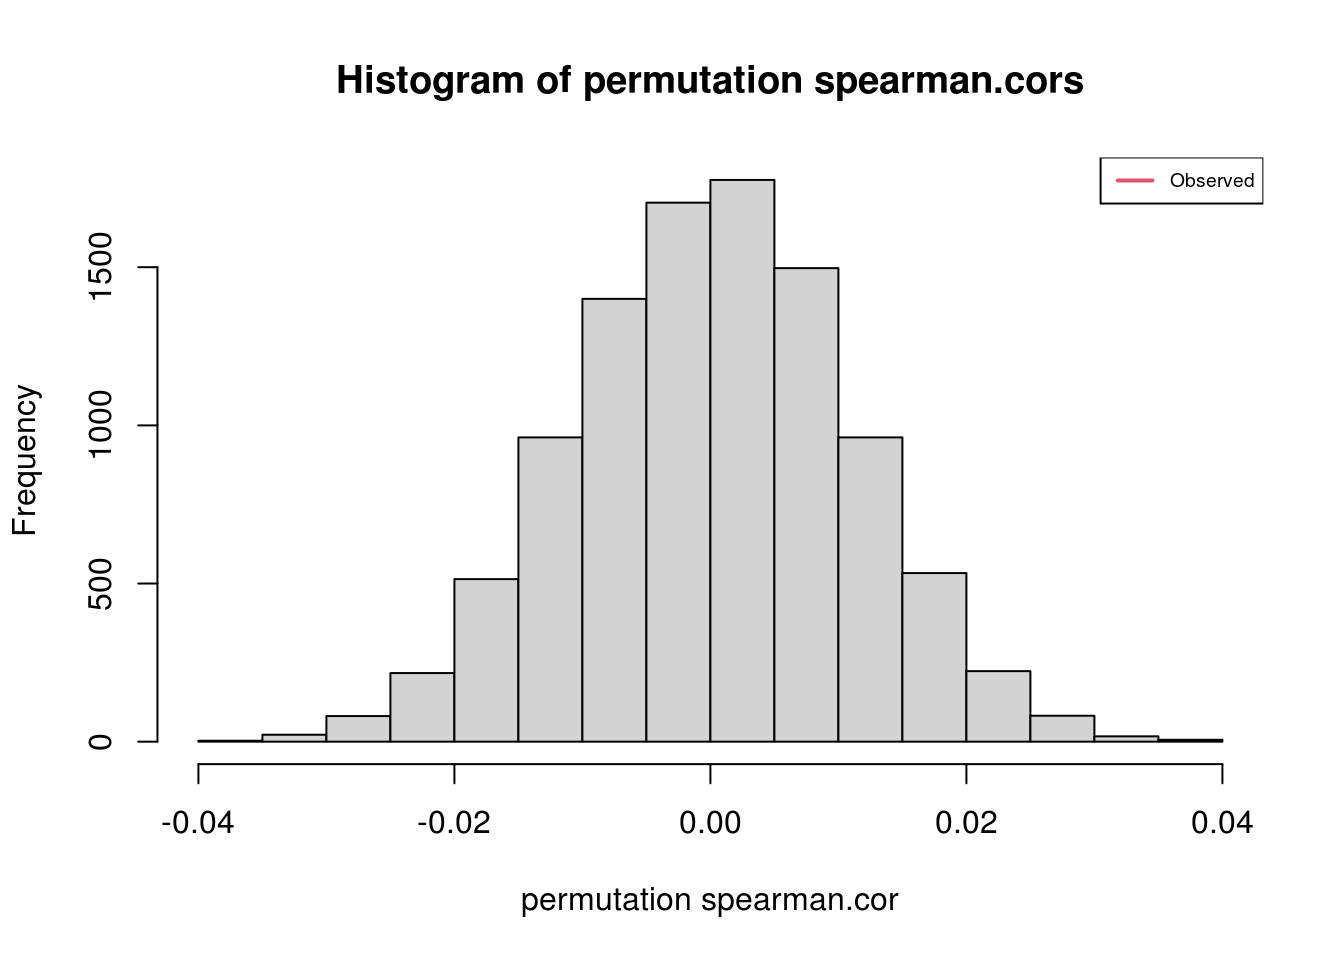 Histogram of permutation spearman.cors
Observed
Frequency
1500
1000
500
0
-0.04
-0.02
0.00
0.02
0.04
permutation spearman.cor